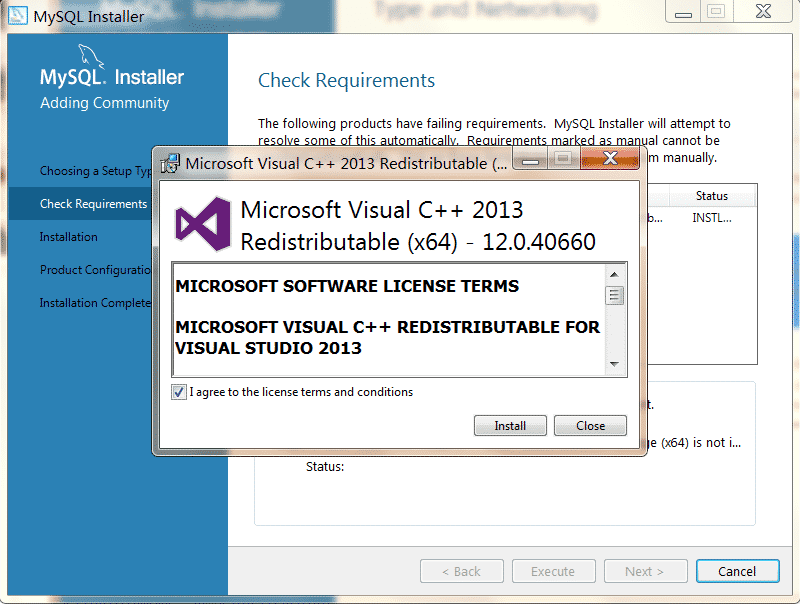 MySQL Installer
Type and Networking
MySQL. Installer
Adding Community
Choosing a Setup Typ
Check Requirements
Installation
Product Configuratio
Installation Complete
Check Requirements
The following products have failing requirements. MySQL Installer will attempt to
resolve some of this automatically. Requirements marked as manual cannot be
m manually.
Status
b... INSTL...
Microsoft Visual C++ 2013 Redistributable (...
Microsoft Visual C++ 2013
Redistributable (x64) - 12.0.40660
MICROSOFT SOFTWARE LICENSE TERMS
MICROSOFT VISUAL C++ REDISTRIBUTABLE FOR
VISUAL STUDIO 2013
I agree to the license terms and conditions
Install
Close
t.
ge (x64) is not i...
Status:
< Back
Execute
Next >
Cancel